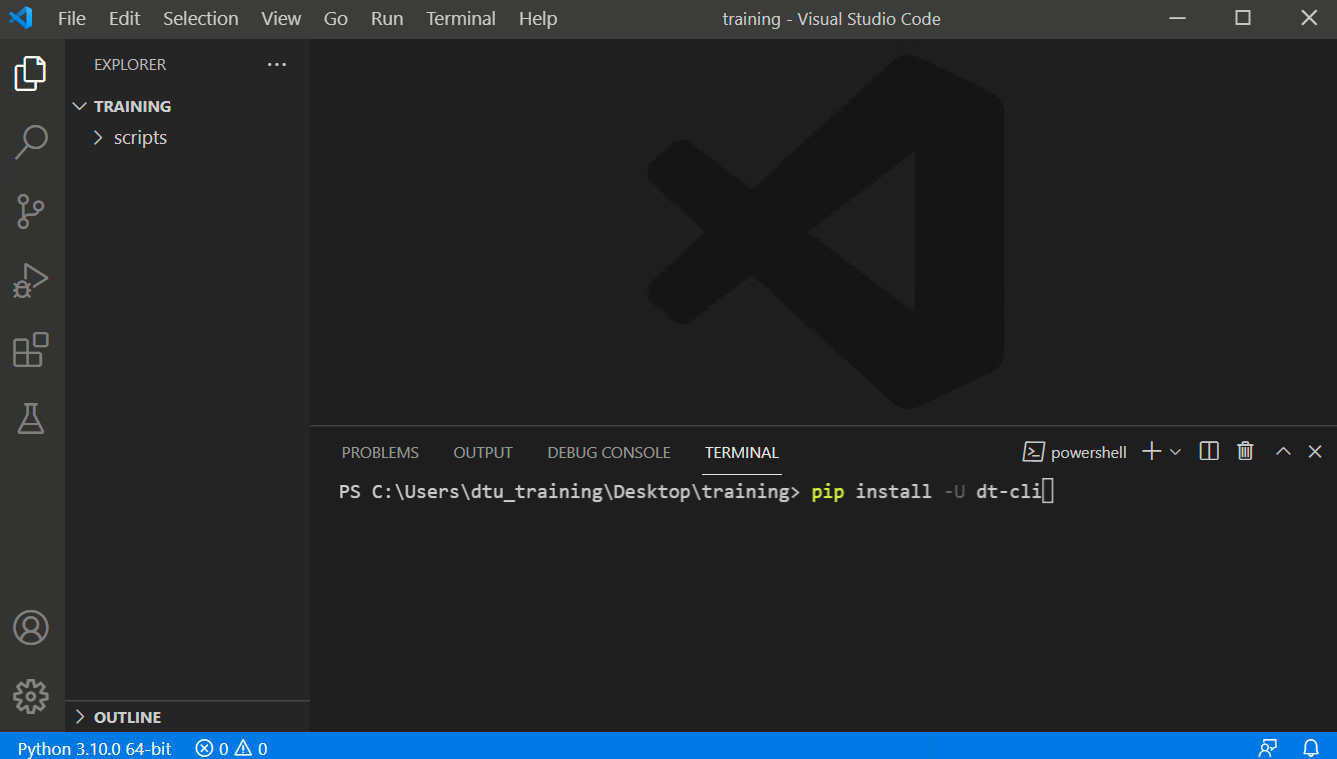 File Edit Selection View Go Run Terminal Help training - Visual Studio Code
EXPLORER
TRAINING
scripts
PROBLEMS OUTPUT DEBUG CONSOLE TERMINAL powershell
PS C:\Users\dtu_training\Desktop\training> pip install -U dt-cli
OUTLINE
Python 3.10.0 64-bit 0 0